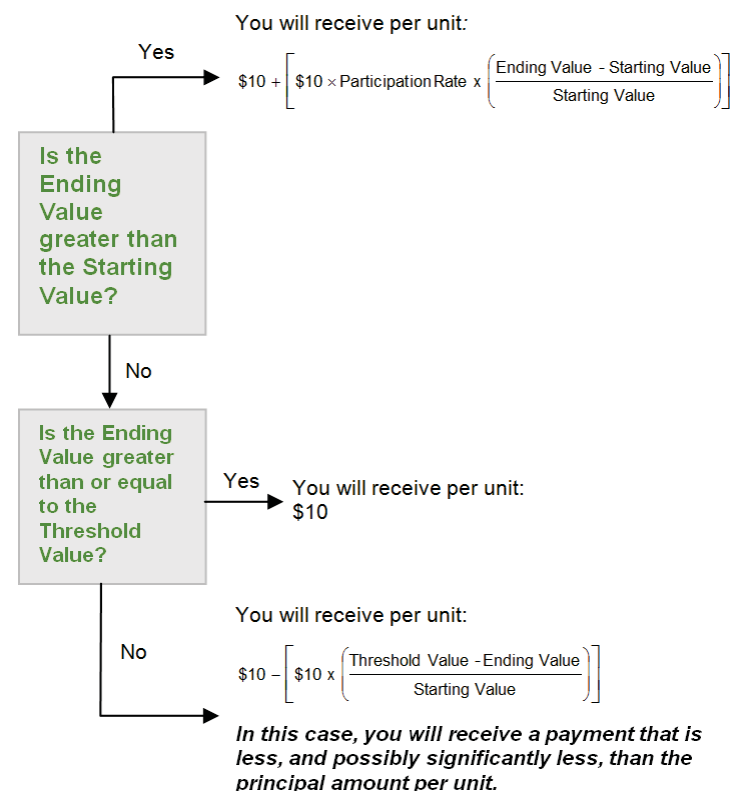 You will receive per unit:
Yes
$10 + [ $10 × Participation Rate x ( Ending Value - Starting Value
Starting Value ) ]
Is the
Ending
Value
greater than
the Starting
Value?
No
Is the Ending
Value greater
than or equal
to the
Threshold
Value?
Yes
You will receive per unit:
$10
You will receive per unit:
No
$10 – [ $10 x ( Threshold Value - Ending Value
Starting Value ) ]
In this case, you will receive a payment that is
less, and possibly significantly less, than the
principal amount per unit.